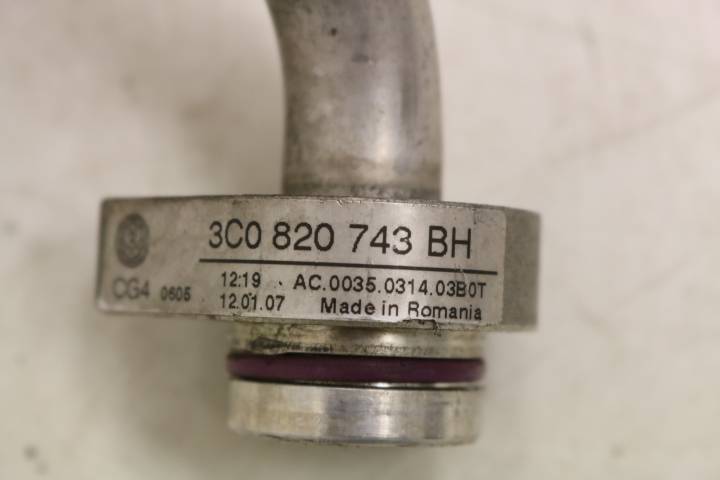 3C0 820 743 BH
CG4 0605
12:19 AC.0035.0314.03B0T
12.01.07 Made in Romania